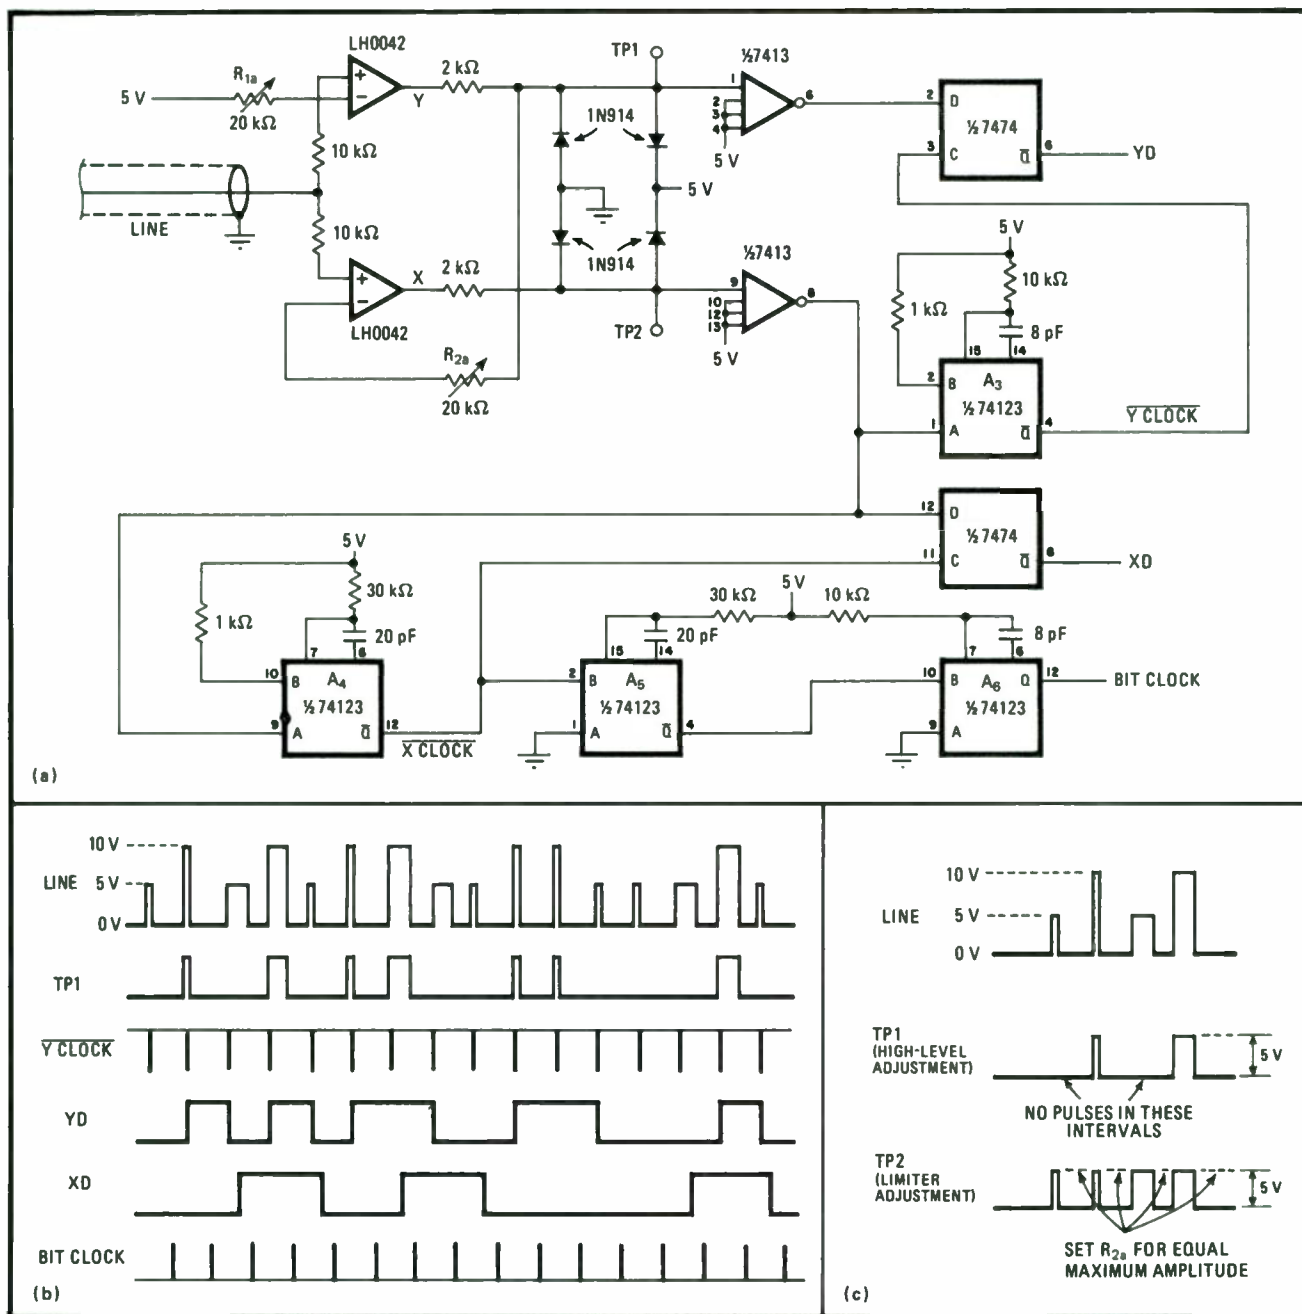 LH0042
R1a
5 V
20 kΩ
+
−
Y
2 kΩ
TP1
½7413
1
2
3
4
6
5 V
2
D
½7474
3
C
Q̅
6
YD
10 kΩ
1N914
5 V
LINE
10 kΩ
1N914
+
−
X
2 kΩ
LH0042
TP2
½7413
9
10
12
13
8
5 V
R2a
20 kΩ
5 V
10 kΩ
1 kΩ
8 pF
15
14
2
B
A3
½74123
1
A
Q̅
4
Y CLOCK
12
D
½7474
11
C
Q̅
8
XD
5 V
30 kΩ
1 kΩ
20 pF
7
6
10
B
A4
½74123
9
A
Q̅
12
X CLOCK
30 kΩ
5 V
10 kΩ
20 pF
15
14
2
B
A5
½74123
1
A
Q̅
4
8 pF
7
6
10
B
A6
Q
12
½74123
9
A
BIT CLOCK
(a)
10 V
LINE
5 V
0 V
TP1
Y CLOCK
YD
XD
BIT CLOCK
(b)
10 V
LINE
5 V
0 V
TP1
(HIGH-LEVEL
ADJUSTMENT)
5 V
NO PULSES IN THESE
INTERVALS
TP2
(LIMITER
ADJUSTMENT)
5 V
SET R2a FOR EQUAL
MAXIMUM AMPLITUDE
(c)